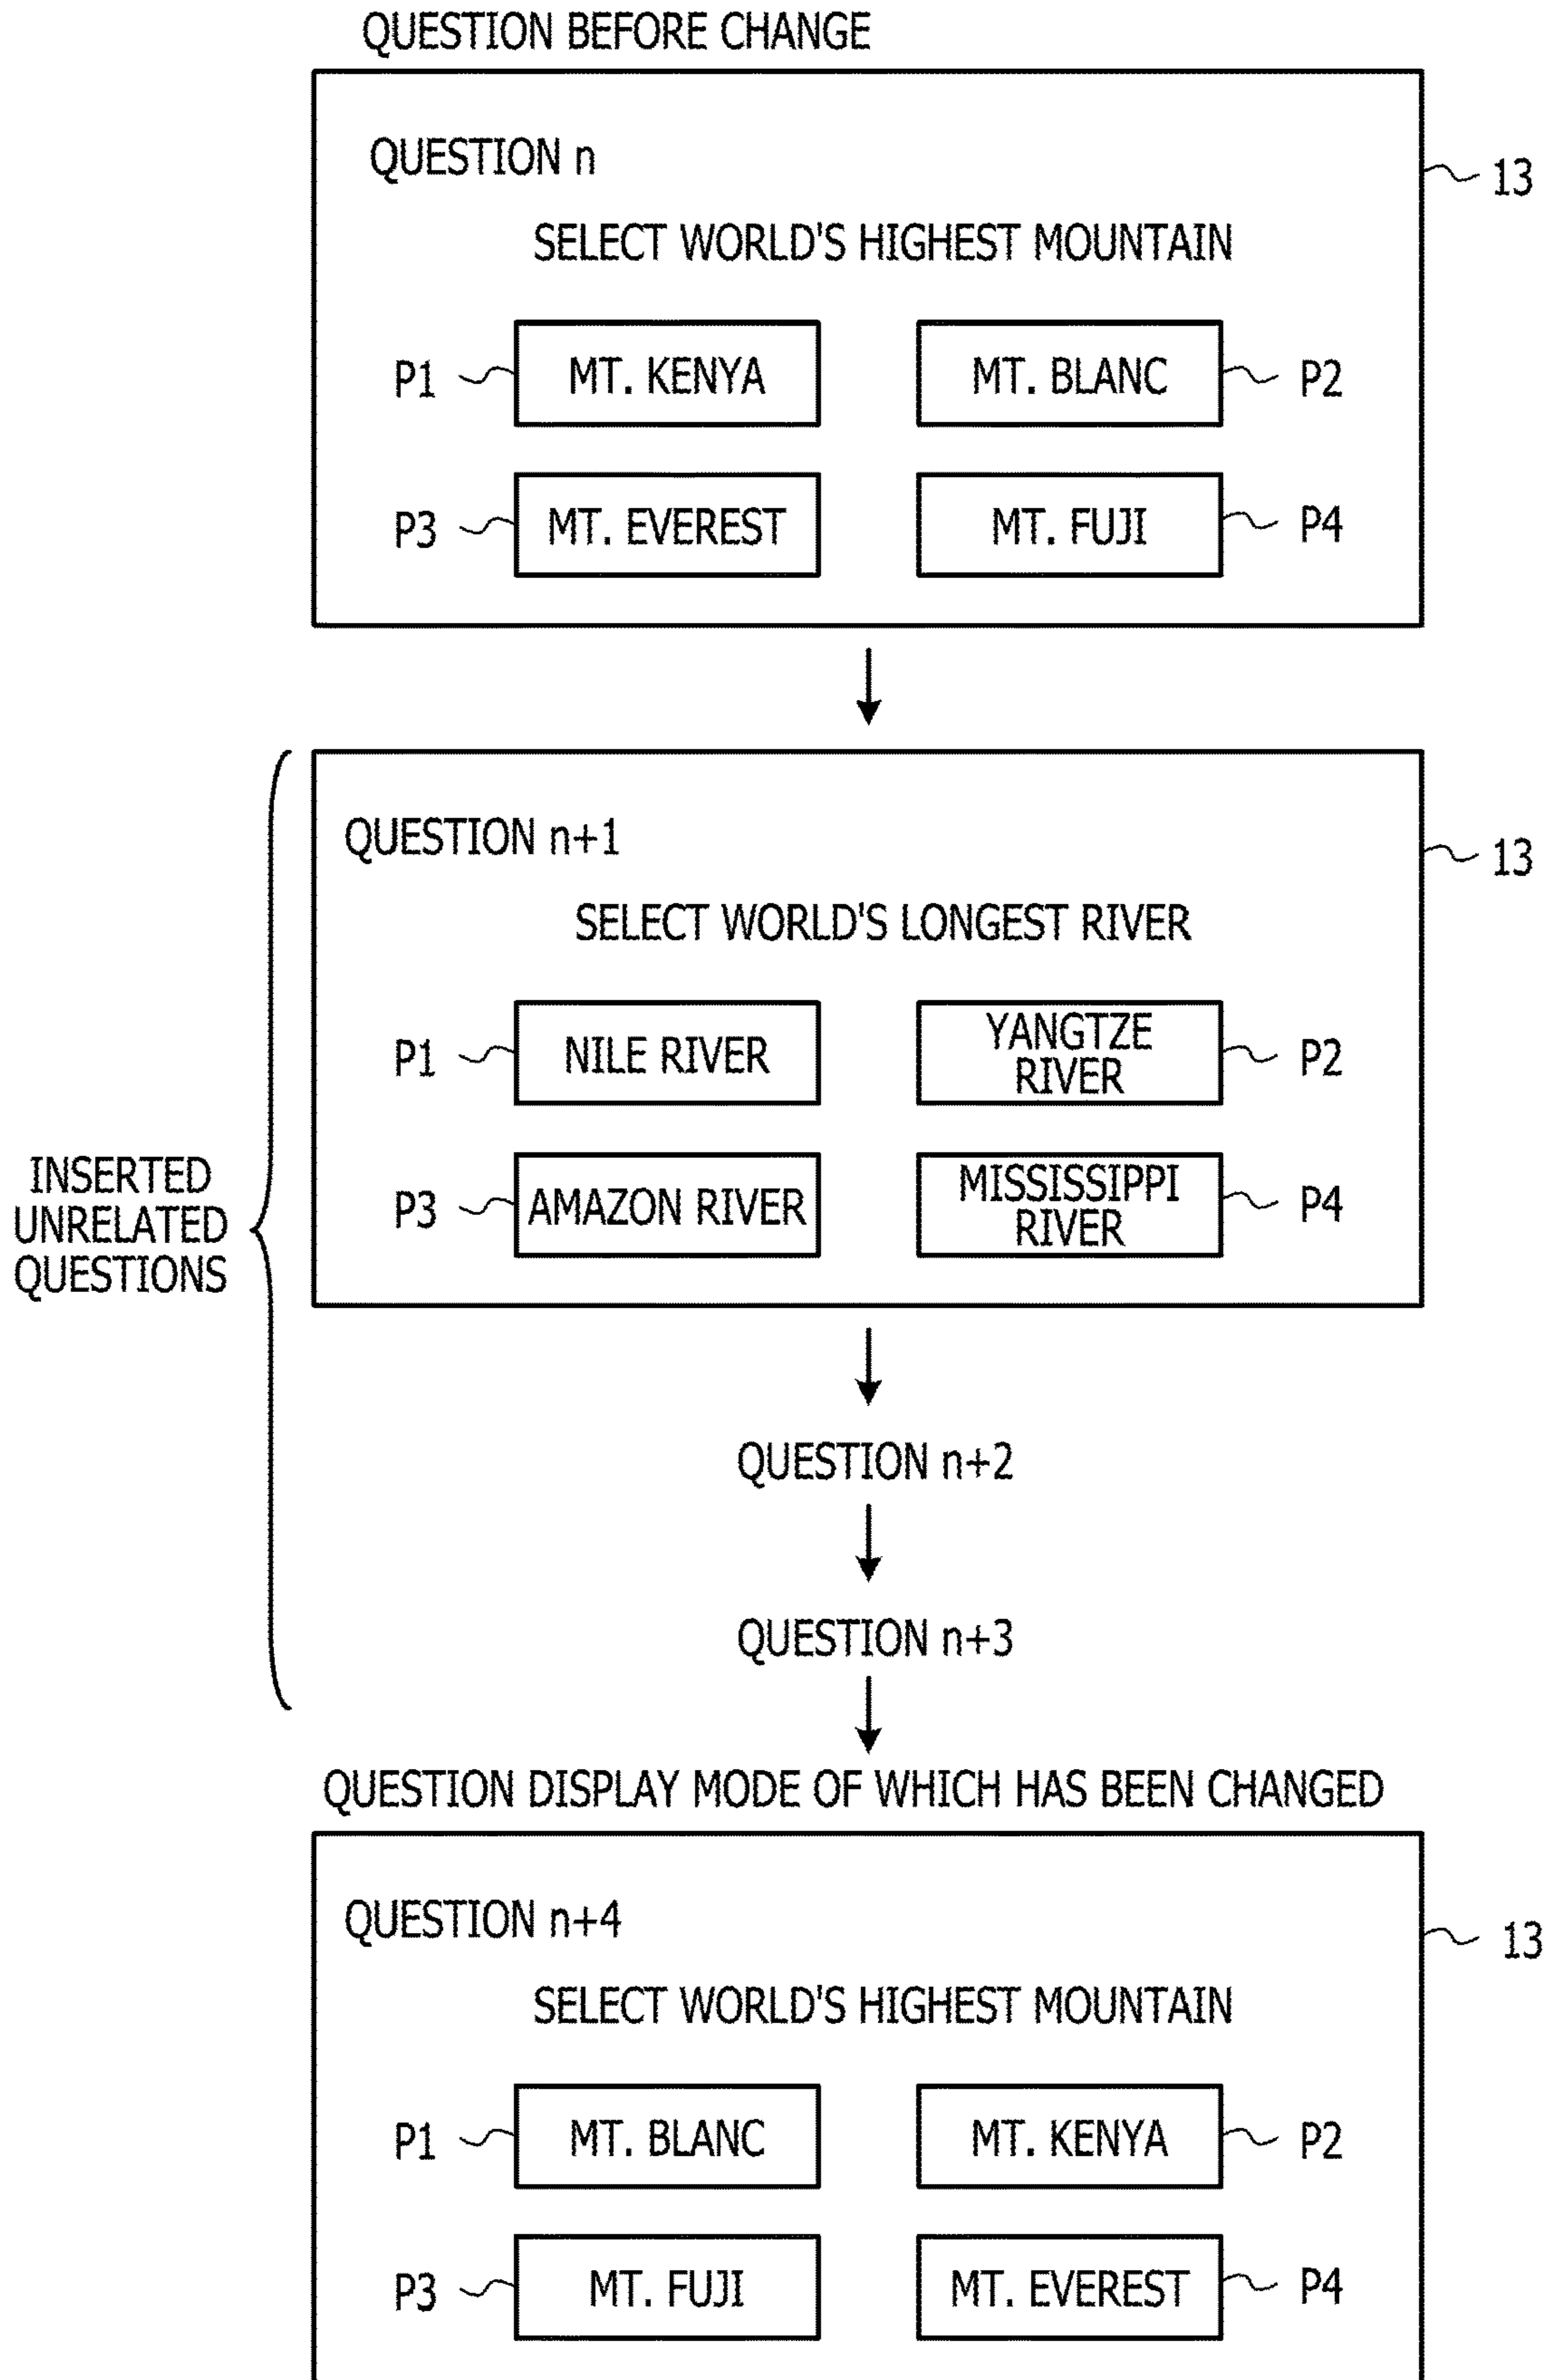 QUESTION BEFORE CHANGE
QUESTION n
13
SELECT WORLD'S HIGHEST MOUNTAIN
P1 MT. KENYA MT. BLANC P2
P3 MT. EVEREST MT. FUJI P4
QUESTION n+1
13
SELECT WORLD'S LONGEST RIVER
P1 NILE RIVER
YANGTZE
RIVER
P2
P3 AMAZON RIVER
MISSISSIPPI
RIVER
P4
INSERTED
UNRELATED
QUESTIONS
QUESTION n+2
QUESTION n+3
QUESTION DISPLAY MODE OF WHICH HAS BEEN CHANGED
QUESTION n+4
13
SELECT WORLD'S HIGHEST MOUNTAIN
P1 MT. BLANC MT. KENYA P2
P3 MT. FUJI MT. EVEREST P4